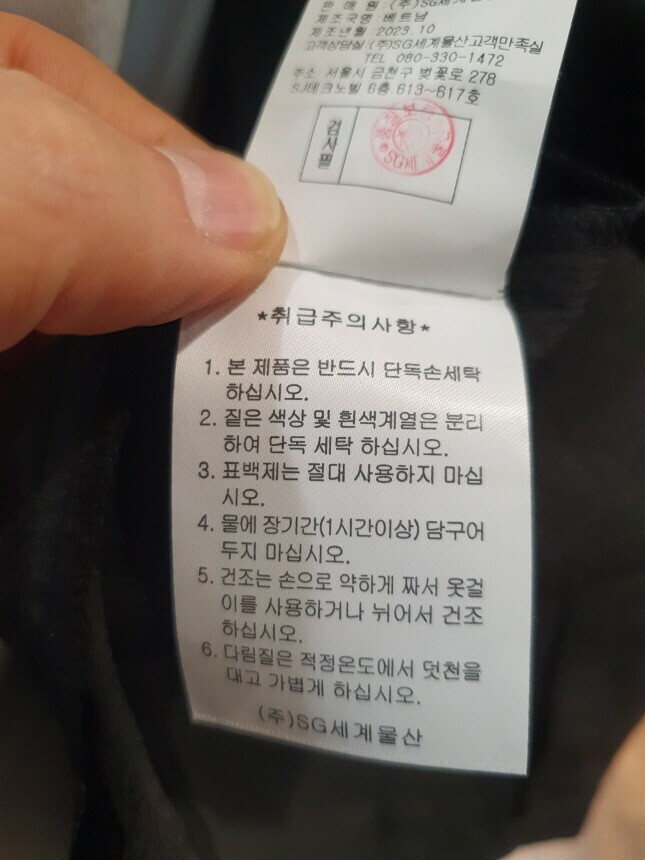 판 매 원 :(주)SG세계
제조국명 : 베트남
제조년월 : 2023.10
고객상담실 : (주)SG세계물산고객만족실
TEL 080-330-1472
주소 서울시 금천구 벚꽃로 278
SJ테크노빌 6층 613~617호
검사필
SG세계
*취급주의사항*
1. 본 제품은 반드시 단독손세탁
하십시오.
2. 짙은 색상 및 흰색계열은 분리
하여 단독 세탁 하십시오.
3. 표백제는 절대 사용하지 마십
시오.
4. 물에 장기간(1시간이상) 담구어
두지 마십시오.
5. 건조는 손으로 약하게 짜서 옷걸
이를 사용하거나 뉘어서 건조
하십시오.
6. 다림질은 적정온도에서 덧천을
대고 가볍게 하십시오.
(주)SG세계물산